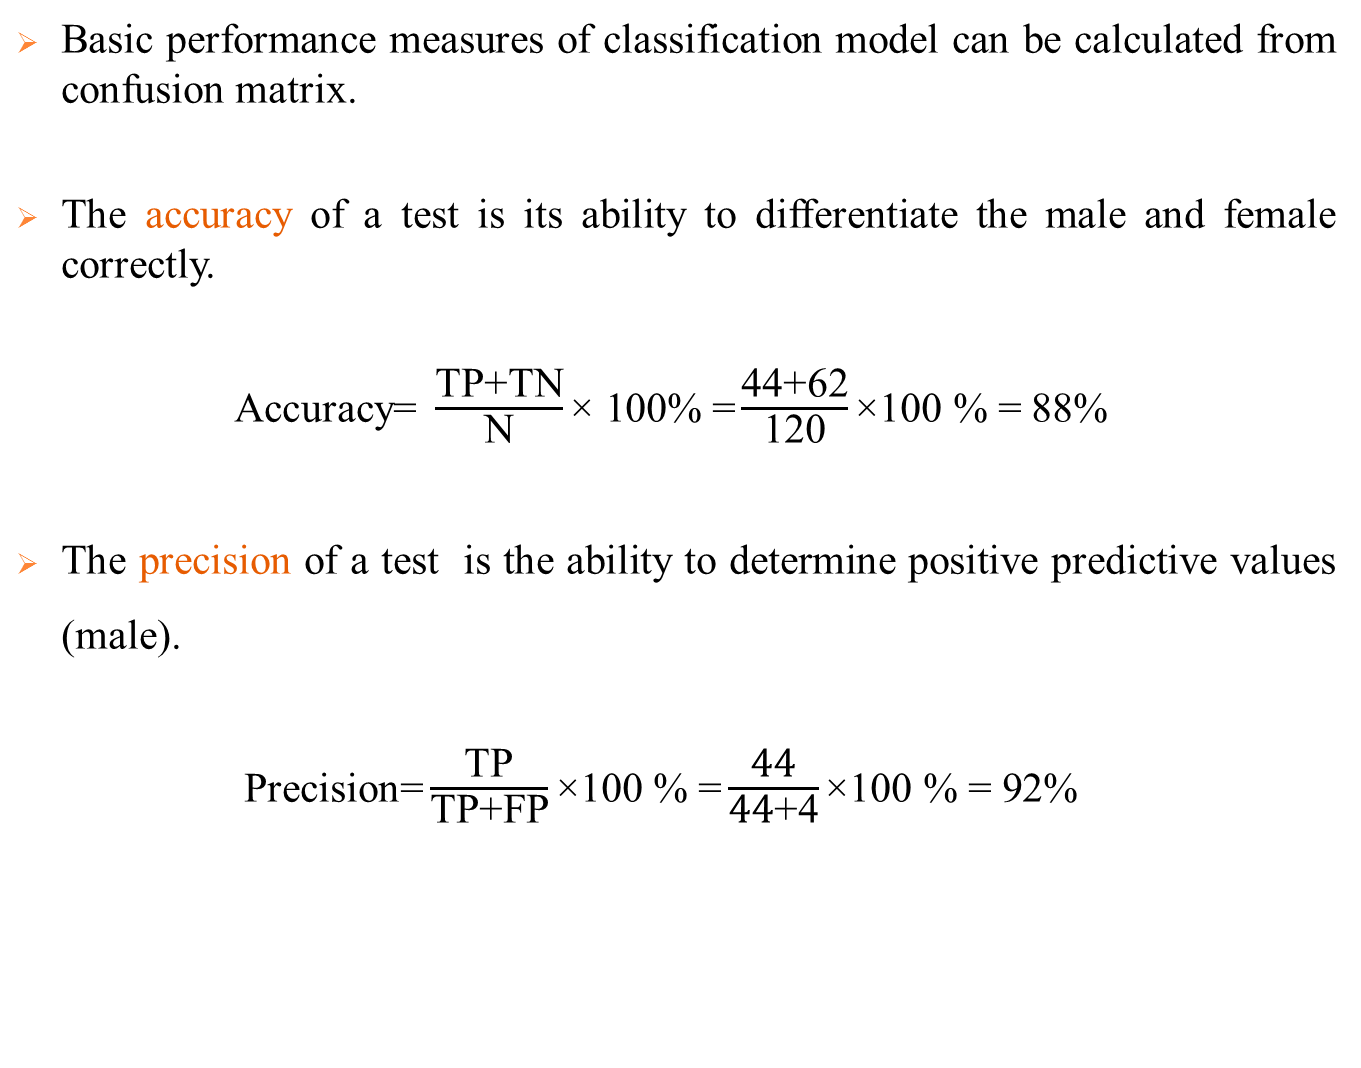 ➢ Basic performance measures of classification model can be calculated from
confusion matrix.
➢ The accuracy of a test is its ability to differentiate the male and female
correctly.
Accuracy= TP+TN/N × 100% = 44+62/120 ×100 % = 88%
➢ The precision of a test is the ability to determine positive predictive values
(male).
Precision= TP/TP+FP ×100 % = 44/44+4 ×100 % = 92%